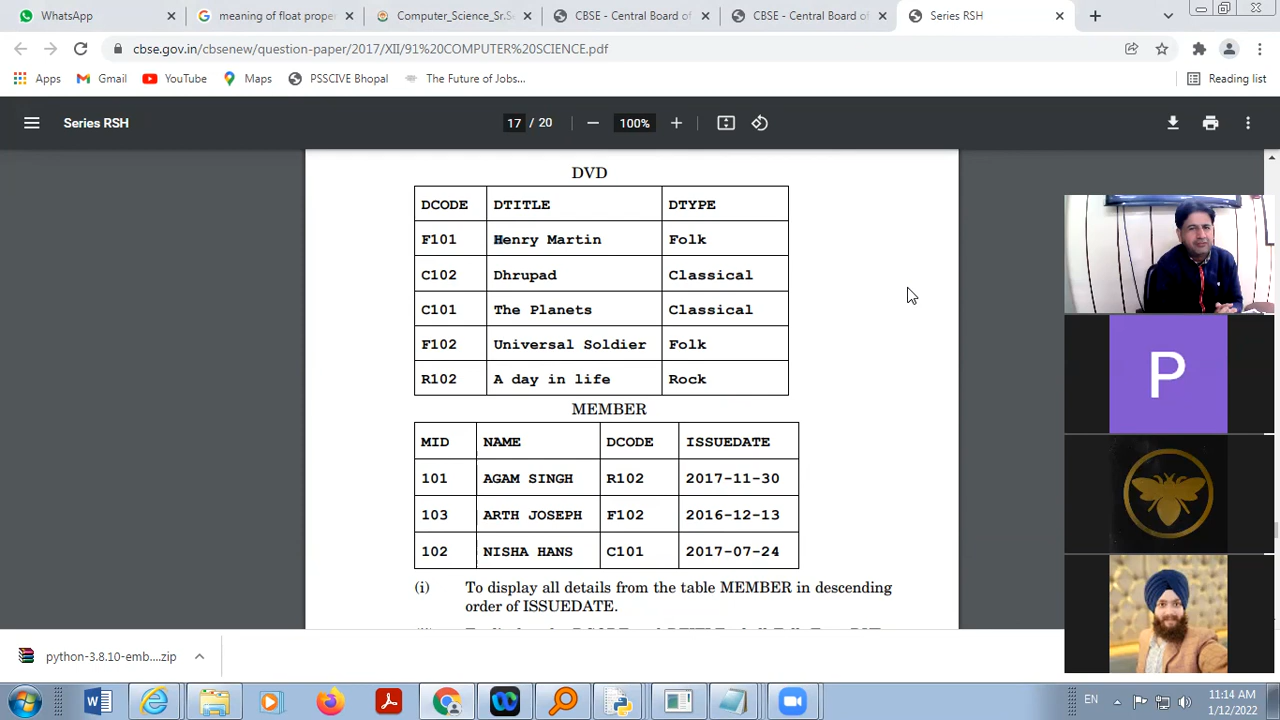 WhatsApp
meaning of float prope
Computer_Science_Sr.Se
CBSE - Central Board of
CBSE - Central Board of
Series RSH
cbse.gov.in/cbsenew/question-paper/2017/XII/91%20COMPUTER%20SCIENCE.pdf
Apps
Gmail
YouTube
Maps
PSSCIVE Bhopal
The Future of Jobs...
Reading list
Series RSH
17 / 20
100%
DVD
DCODE DTITLE DTYPE
F101 Henry Martin Folk
C102 Dhrupad Classical
C101 The Planets Classical
F102 Universal Soldier Folk
R102 A day in life Rock
MEMBER
MID NAME DCODE ISSUEDATE
101 AGAM SINGH R102 2017-11-30
103 ARTH JOSEPH F102 2016-12-13
102 NISHA HANS C101 2017-07-24
(i) To display all details from the table MEMBER in descending
order of ISSUEDATE.
P
python-3.8.10-emb....zip
EN
11:14 AM
1/12/2022